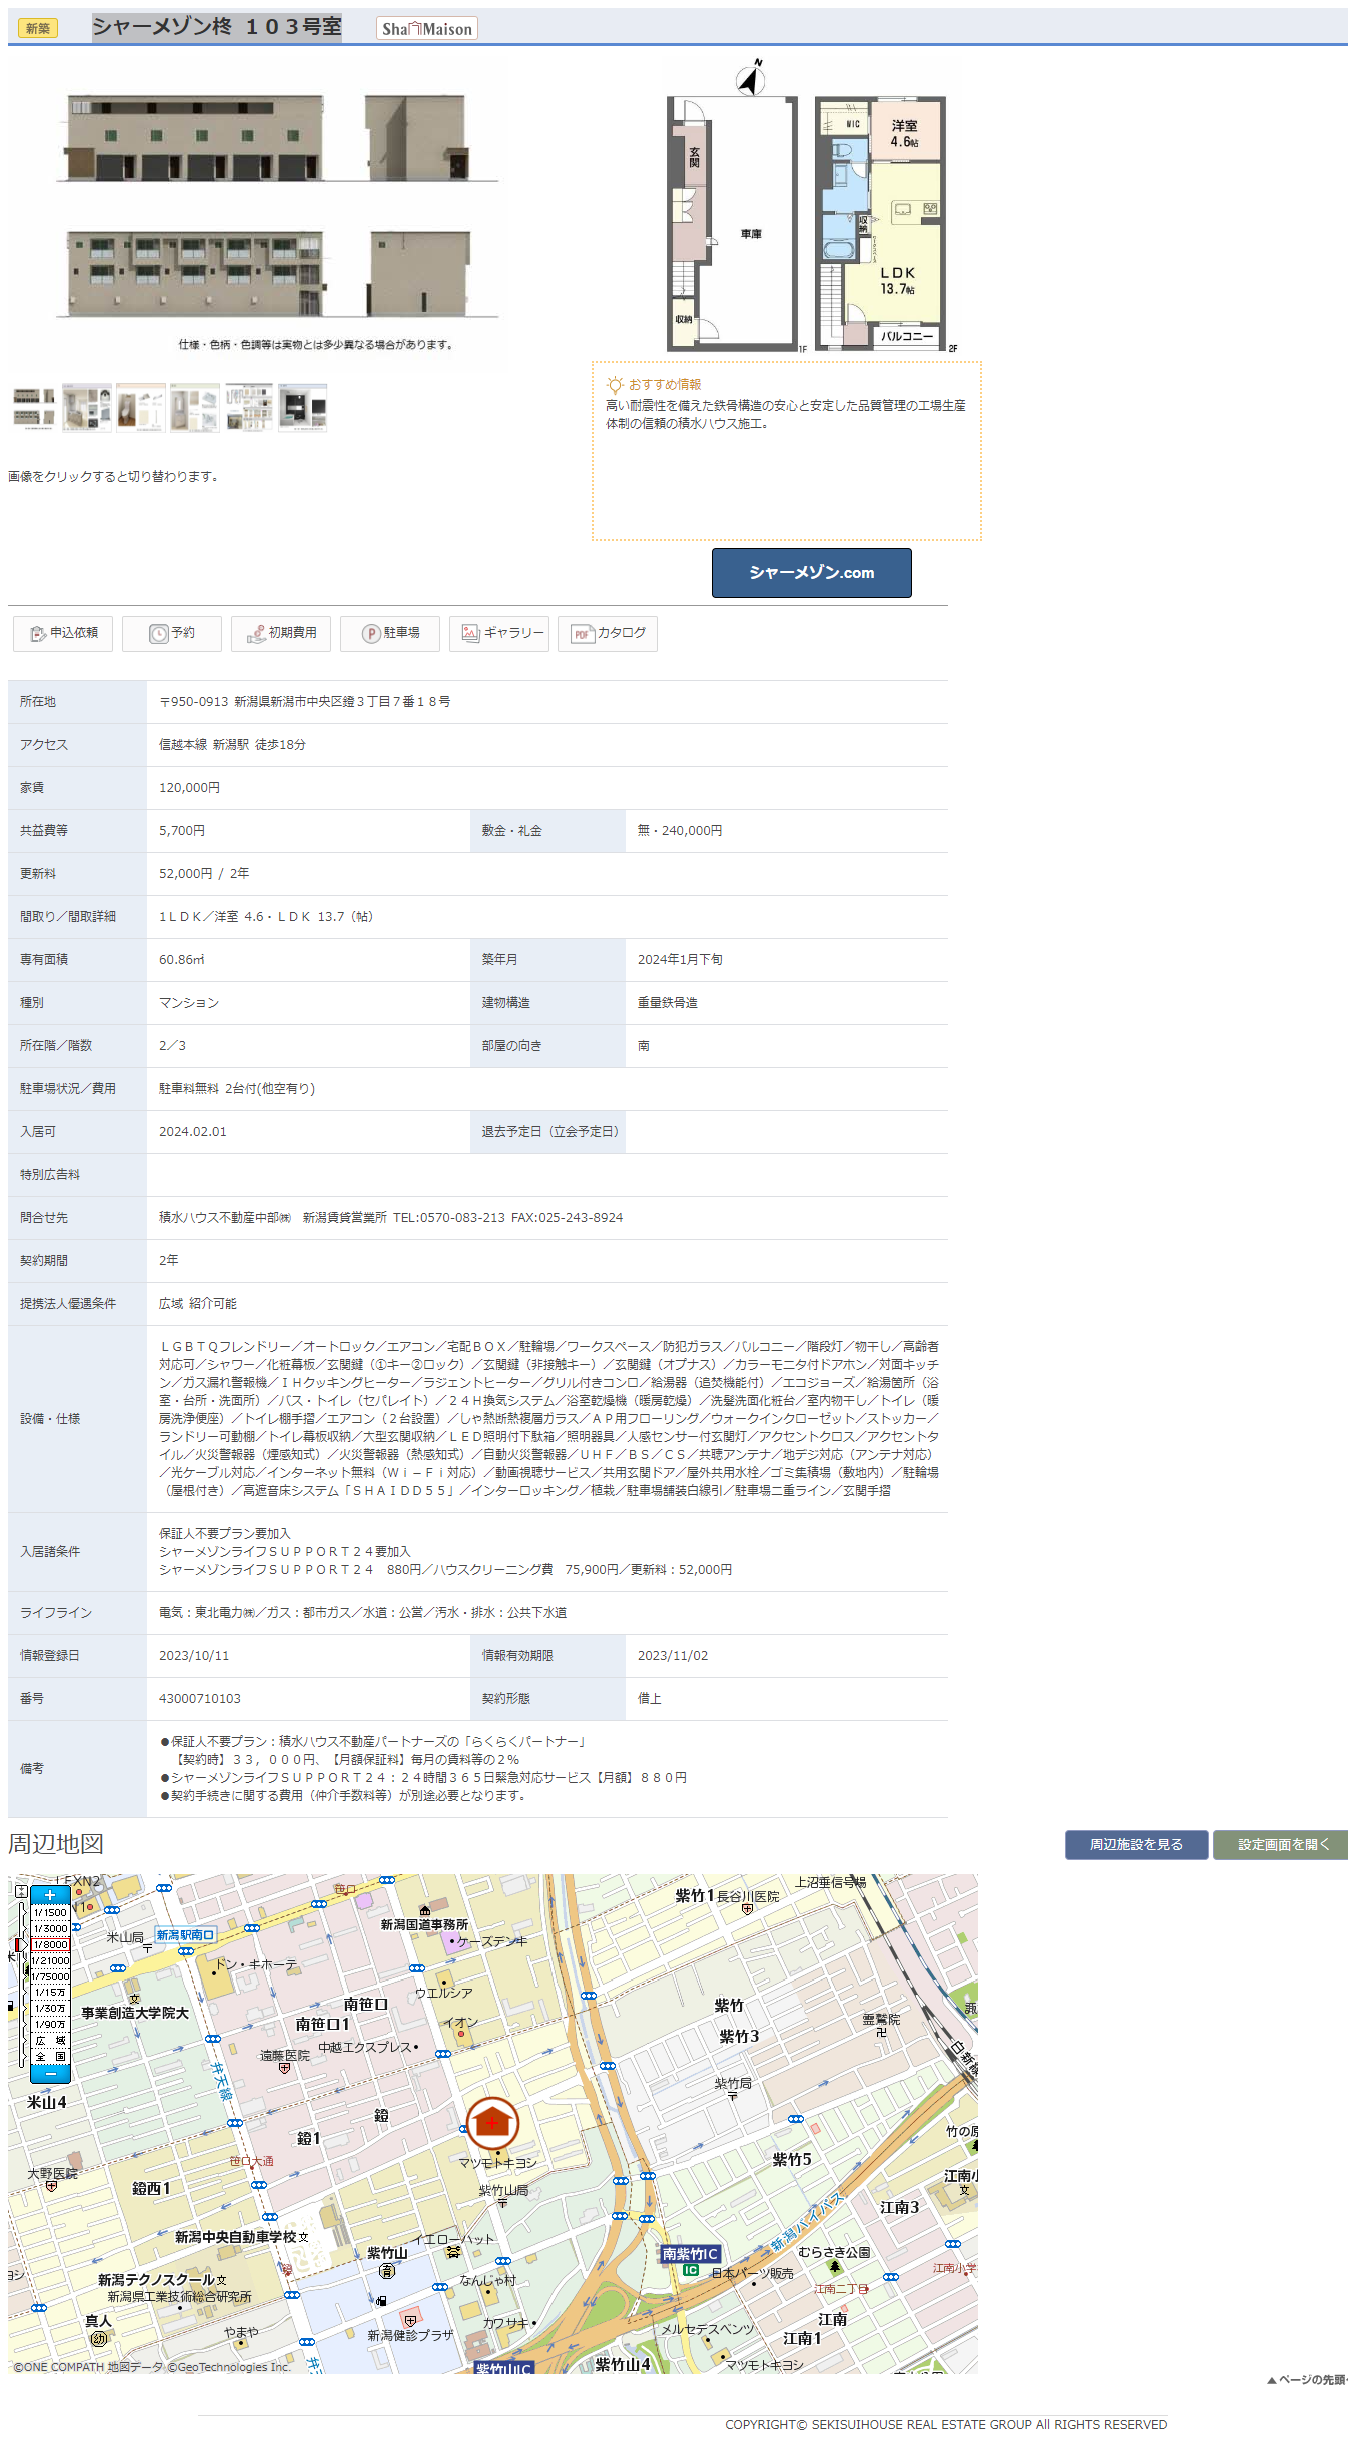 新築 シャーメゾン柊 １０３号室 Sha Maison
仕様・色柄・色調等は実物とは多少異なる場合があります。
画像をクリックすると切り替わります。
N
玄関
車庫
収納
1F
WIC
洋室
4.6帖
収納
LDK
13.7帖
バルコニー
2F
おすすめ情報
高い耐震性を備えた鉄骨構造の安心と安定した品質管理の工場生産
体制の信頼の積水ハウス施工。
シャーメゾン.com
申込依頼 予約 初期費用 駐車場 ギャラリー カタログ
所在地 〒950-0913 新潟県新潟市中央区鐙３丁目７番１８号
アクセス 信越本線 新潟駅 徒歩18分
家賃 120,000円
共益費等 5,700円 敷金・礼金 無・240,000円
更新料 52,000円 / 2年
間取り／間取詳細 1ＬＤＫ／洋室 4.6・ＬＤＫ 13.7（帖）
専有面積 60.86㎡ 築年月 2024年1月下旬
種別 マンション 建物構造 重量鉄骨造
所在階／階数 2／3 部屋の向き 南
駐車場状況／費用 駐車料無料 2台付(他空有り)
入居可 2024.02.01 退去予定日（立会予定日）
特別広告料
問合せ先 積水ハウス不動産中部㈱　新潟賃貸営業所 TEL:0570-083-213 FAX:025-243-8924
契約期間 2年
提携法人優遇条件 広域 紹介可能
設備・仕様
ＬＧＢＴＱフレンドリー／オートロック／エアコン／宅配ＢＯＸ／駐輪場／ワークスペース／防犯ガラス／バルコニー／階段灯／物干し／高齢者
対応可／シャワー／化粧幕板／玄関鍵（①キー②ロック）／玄関鍵（非接触キー）／玄関鍵（オプナス）／カラーモニタ付ドアホン／対面キッチ
ン／ガス漏れ警報機／ＩＨクッキングヒーター／ラジェントヒーター／グリル付きコンロ／給湯器（追焚機能付）／エコジョーズ／給湯箇所（浴
室・台所・洗面所）／バス・トイレ（セパレイト）／２４Ｈ換気システム／浴室乾燥機（暖房乾燥）／洗髪洗面化粧台／室内物干し／トイレ（暖
房洗浄便座）／トイレ棚手摺／エアコン（２台設置）／しゃ熱断熱複層ガラス／ＡＰ用フローリング／ウォークインクローゼット／ストッカー／
ランドリー可動棚／トイレ幕板収納／大型玄関収納／ＬＥＤ照明付下駄箱／照明器具／人感センサー付玄関灯／アクセントクロス／アクセントタ
イル／火災警報器（煙感知式）／火災警報器（熱感知式）／自動火災警報器／ＵＨＦ／ＢＳ／ＣＳ／共聴アンテナ／地デジ対応（アンテナ対応）
／光ケーブル対応／インターネット無料（Ｗｉ－Ｆｉ対応）／動画視聴サービス／共用玄関ドア／屋外共用水栓／ゴミ集積場（敷地内）／駐輪場
（屋根付き）／高遮音床システム「ＳＨＡＩＤＤ５５」／インターロッキング／植栽／駐車場舗装白線引／駐車場二重ライン／玄関手摺
入居諸条件
保証人不要プラン要加入
シャーメゾンライフＳＵＰＰＯＲＴ２４要加入
シャーメゾンライフＳＵＰＰＯＲＴ２４　880円／ハウスクリーニング費　75,900円／更新料：52,000円
ライフライン 電気：東北電力㈱／ガス：都市ガス／水道：公営／汚水・排水：公共下水道
情報登録日 2023/10/11 情報有効期限 2023/11/02
番号 43000710103 契約形態 借上
備考
●保証人不要プラン：積水ハウス不動産パートナーズの「らくらくパートナー」
【契約時】３３，０００円、【月額保証料】毎月の賃料等の２%
●シャーメゾンライフＳＵＰＰＯＲＴ２４：２４時間３６５日緊急対応サービス【月額】８８０円
●契約手続きに関する費用（仲介手数料等）が別途必要となります。
周辺地図 周辺施設を見る 設定画面を開く
LEXN2
＋
1/1500
1/3000
1/8000
1/21000
1/75000
1/15万
1/30万
1/90万
広 域
全 国
－
笹口
紫竹1 長谷川医院
上沼垂信号場
米山局
新潟駅南口
新潟国道事務所
ケーズデンキ
ドン・キホーテ
ウエルシア
事業創造大学院大
南笹口
南笹口1
イオン
紫竹
紫竹3
霊鷲院
遠藤医院
中越エクスプレス
弁天線
白新線
紫竹局
米山4
鐙
鐙1
笹口大通
マツモトキヨシ
紫竹5
竹の原
大野医院
鐙西1
紫竹山局
江南小
江南3
新潟中央自動車学校
イエローハット
紫竹山
鐙
新潟バイパス
南紫竹IC
IC
むらさき公園
新潟テクノスクール
新潟県工業技術総合研究所
なんじゃ村
日本パーツ販売
江南小学
江南二丁目
真人
やまや
新潟健診プラザ
カワサキ
メルセデスベンツ
江南
江南1
弁天
紫竹山IC
紫竹山4
マツモトキヨシ
©ONE COMPATH 地図データ ©GeoTechnologies Inc.
▲ページの先頭
COPYRIGHT© SEKISUIHOUSE REAL ESTATE GROUP All RIGHTS RESERVED